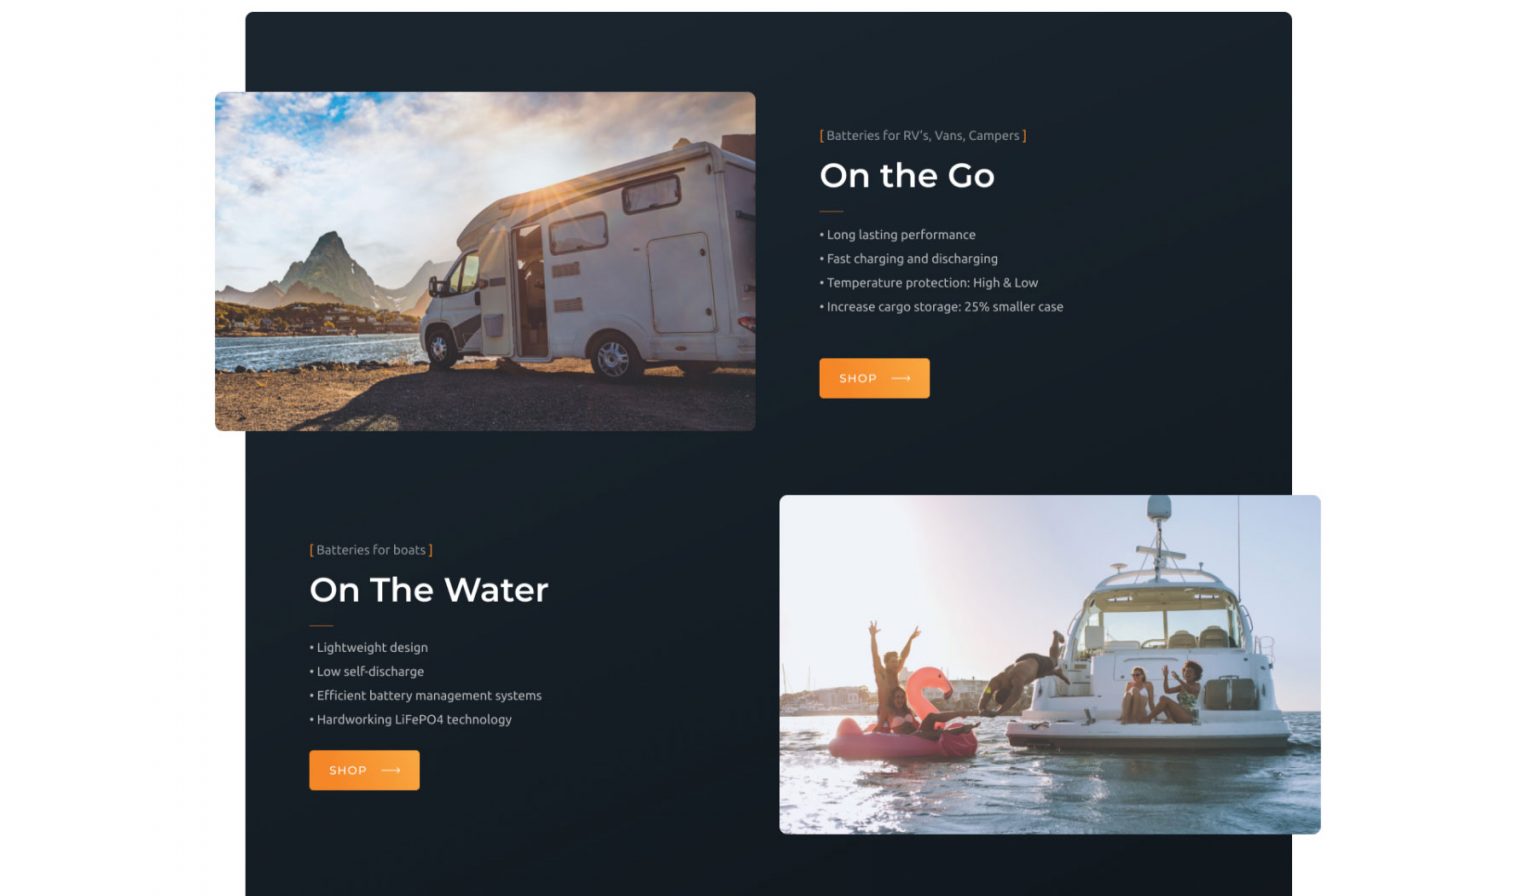 [ Batteries for RV's, Vans, Campers ]
On the Go
• Long lasting performance
• Fast charging and discharging
• Temperature protection: High & Low
• Increase cargo storage: 25% smaller case
SHOP ⟶
[ Batteries for boats ]
On The Water
• Lightweight design
• Low self-discharge
• Efficient battery management systems
• Hardworking LiFePO4 technology
SHOP ⟶